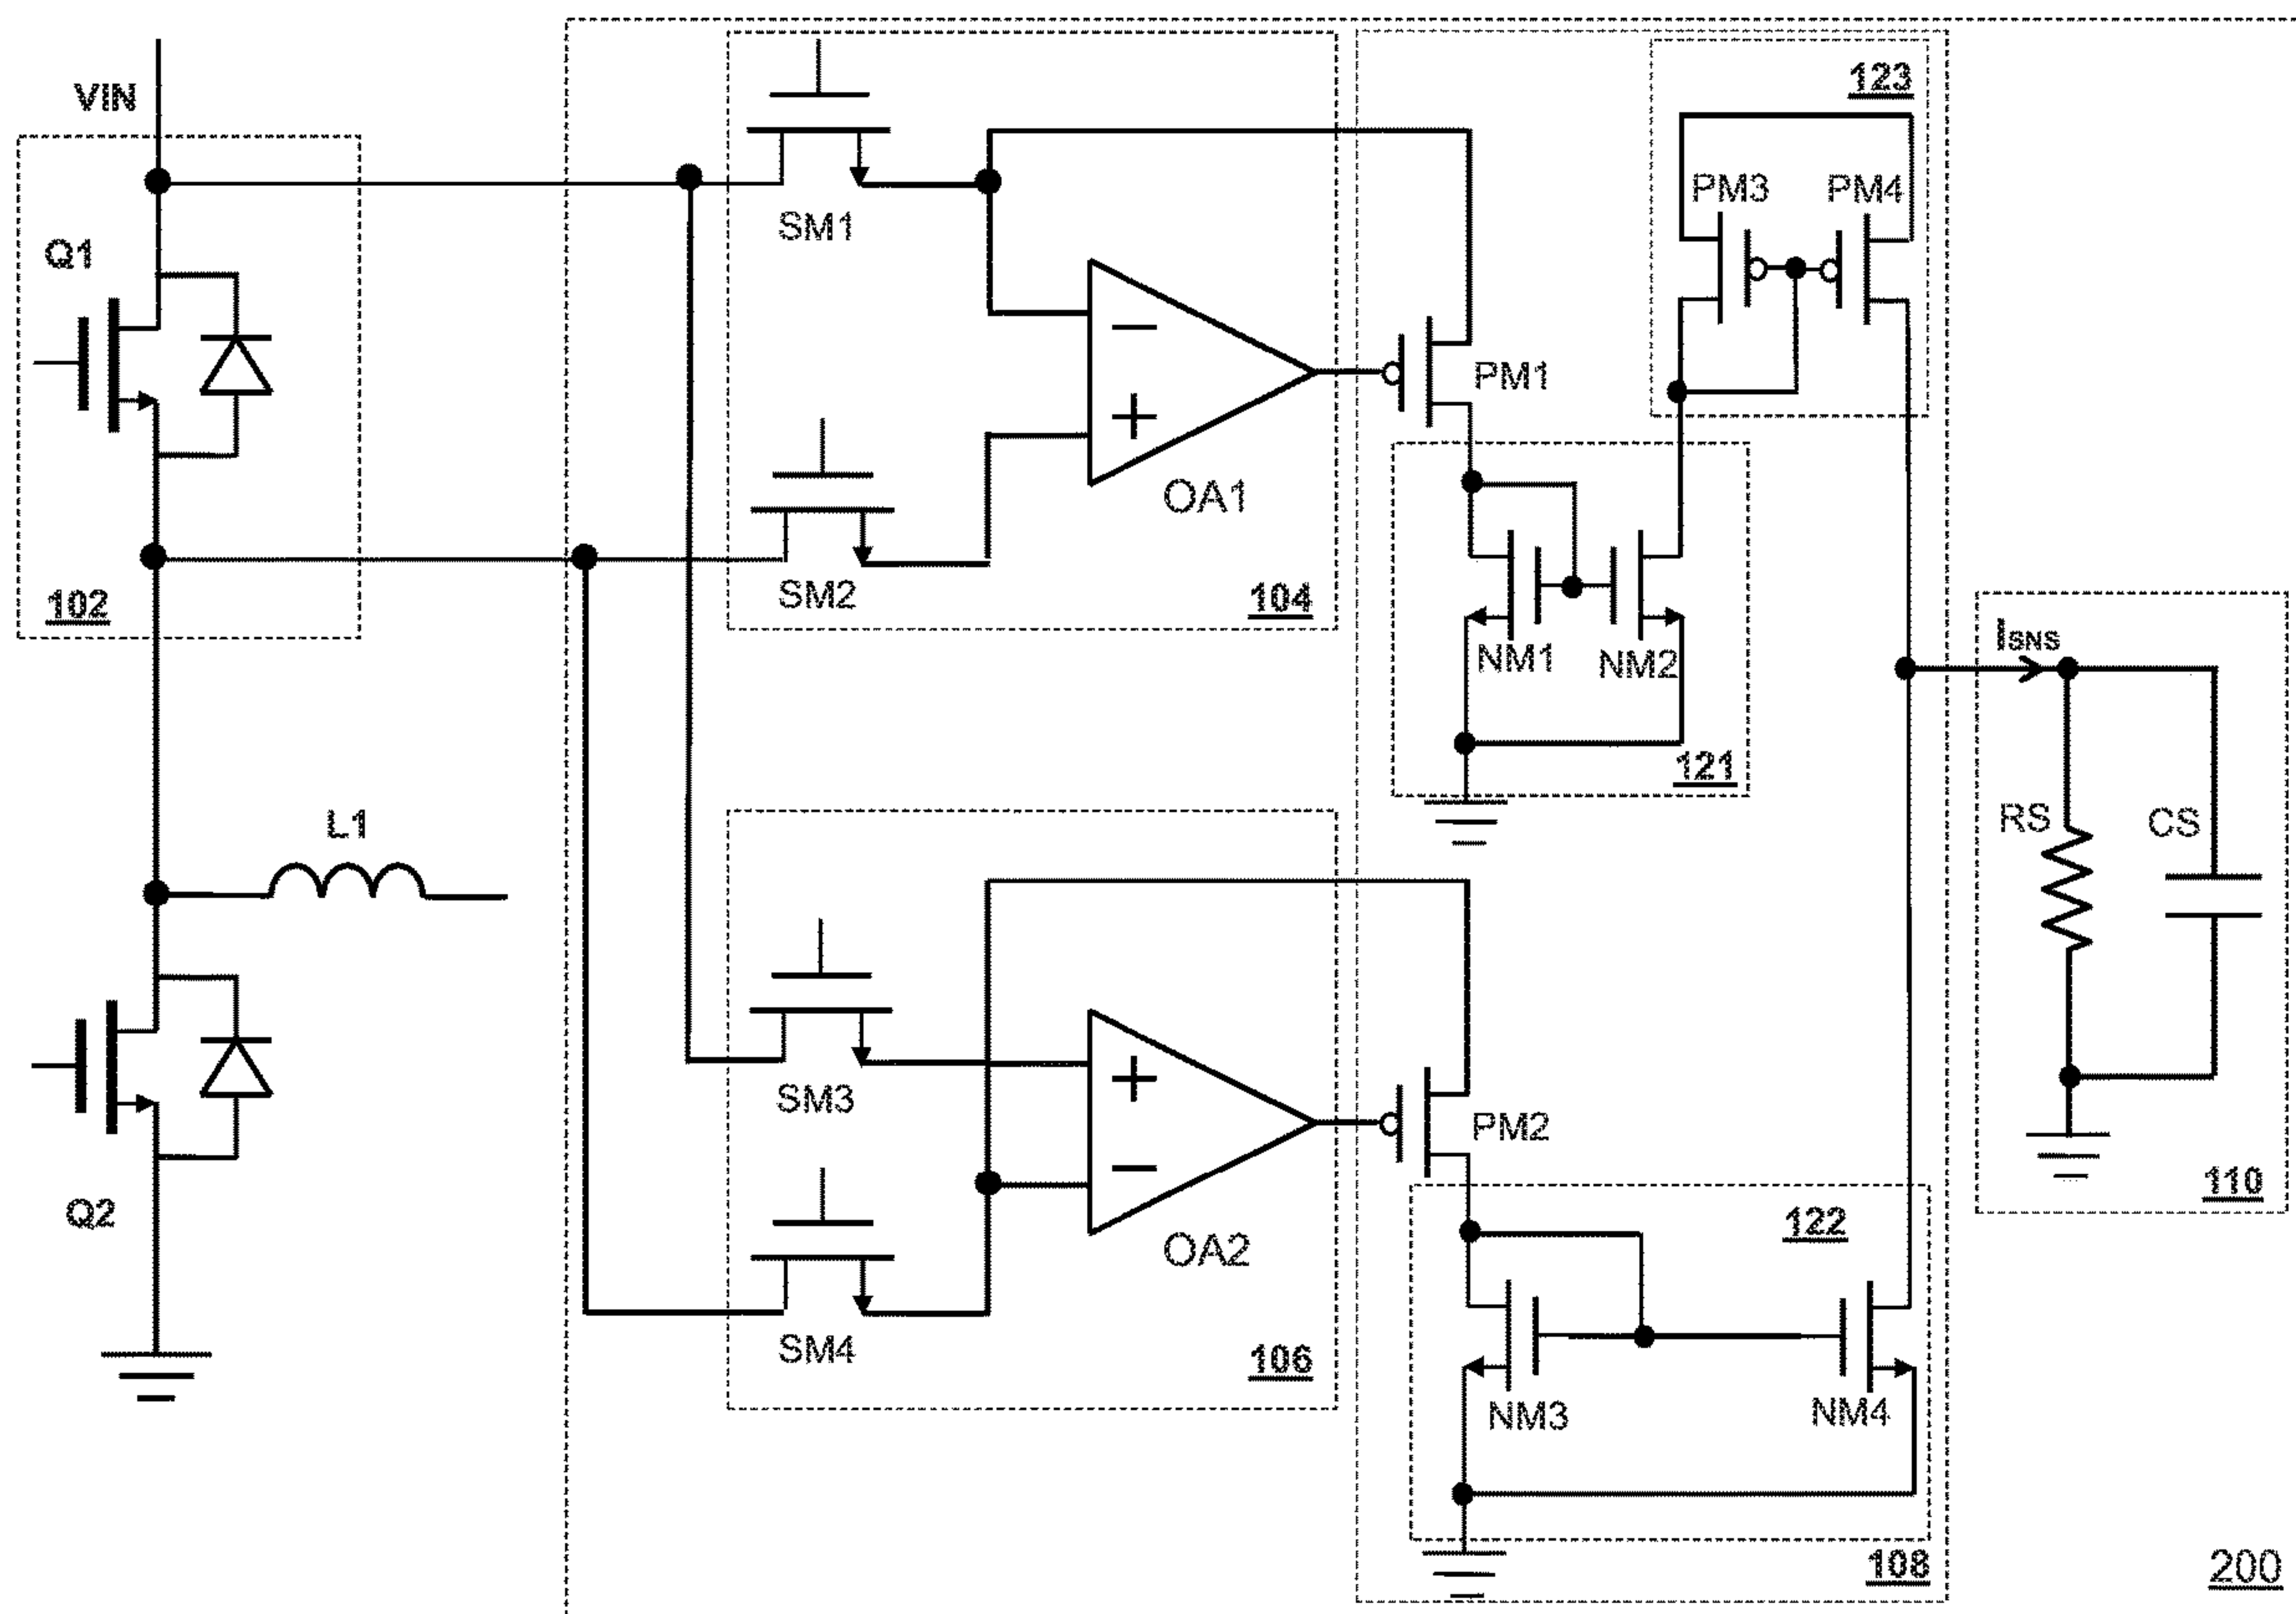 VIN
123
PM3
PM4
SM1
Q1
−
+
PM1
OA1
SM2
102
104
NM1
NM2
ISNS
121
L1
RS
CS
SM3
+
−
PM2
110
Q2
122
OA2
SM4
106
NM3
NM4
108
200